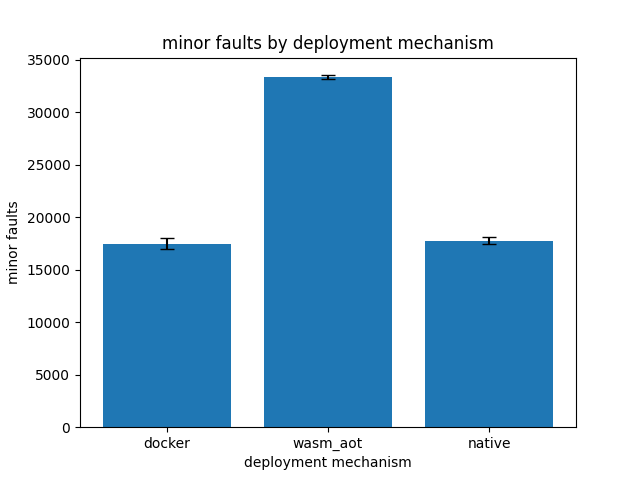 minor faults by deployment mechanism
35000
30000
25000
20000
15000
10000
5000
0
minor faults
docker
wasm_aot
native
deployment mechanism